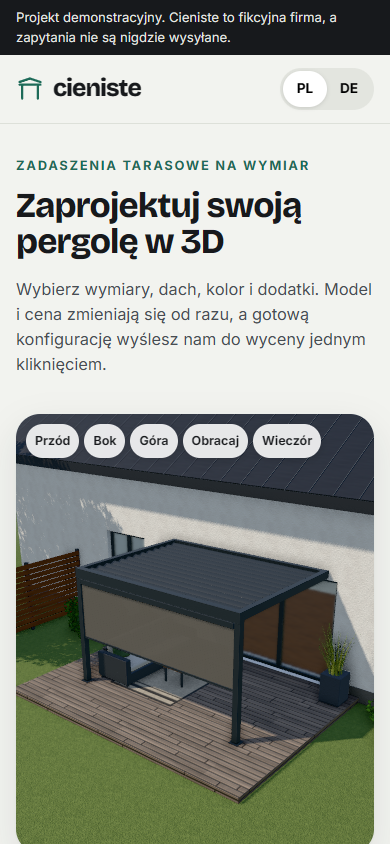 Projekt demonstracyjny. Cieniste to fikcyjna firma, a
zapytania nie są nigdzie wysyłane.
cieniste
PL DE
ZADASZENIA TARASOWE NA WYMIAR
Zaprojektuj swoją
pergolę w 3D
Wybierz wymiary, dach, kolor i dodatki. Model
i cena zmieniają się od razu, a gotową
konfigurację wyślesz nam do wyceny jednym
kliknięciem.
Przód Bok Góra Obracaj Wieczór